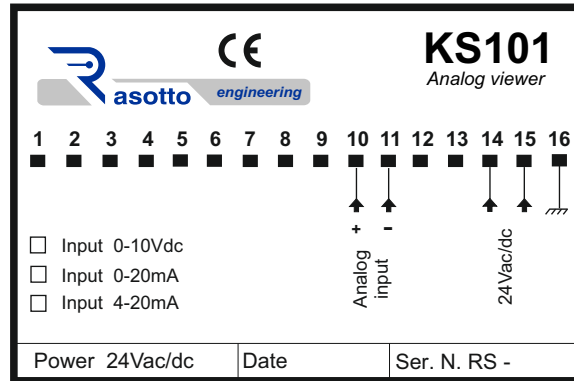 KS101
Analog viewer
Rasotto engineering
CE
1 2 3 4 5 6 7 8 9 10 11 12 13 14 15 16
+ -
Analog
input
24Vac/dc
Input 0-10Vdc
Input 0-20mA
Input 4-20mA
Power 24Vac/dc
Date
Ser. N. RS -